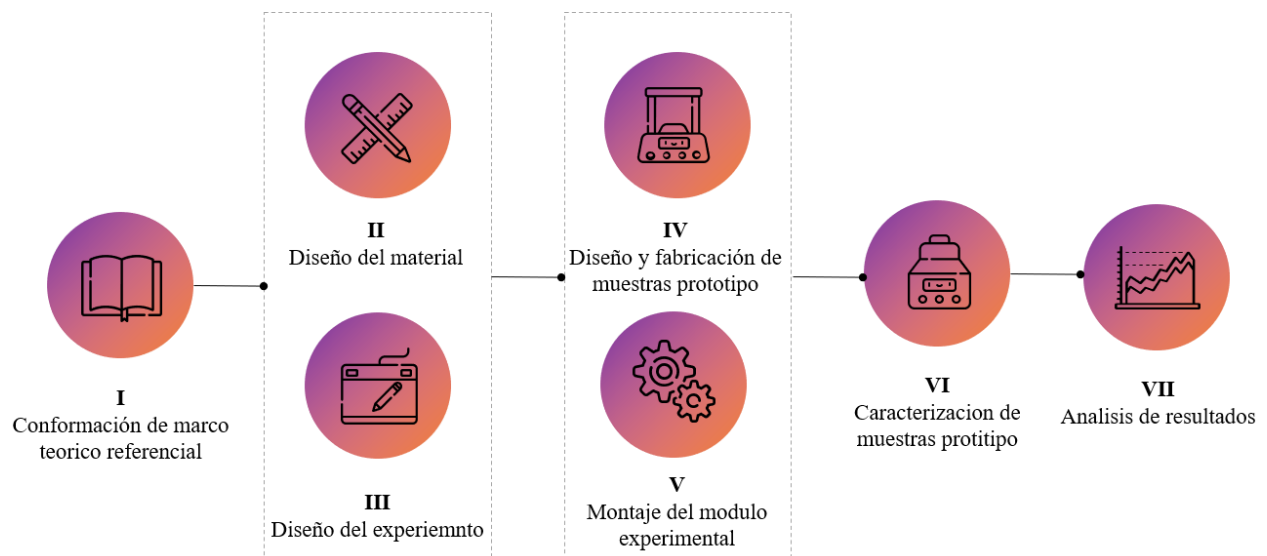 I
Conformación de marco
teorico referencial
II
Diseño del material
III
Diseño del experiemnto
IV
Diseño y fabricación de
muestras prototipo
V
Montaje del modulo
experimental
VI
Caracterizacion de
muestras protitipo
VII
Analisis de resultados